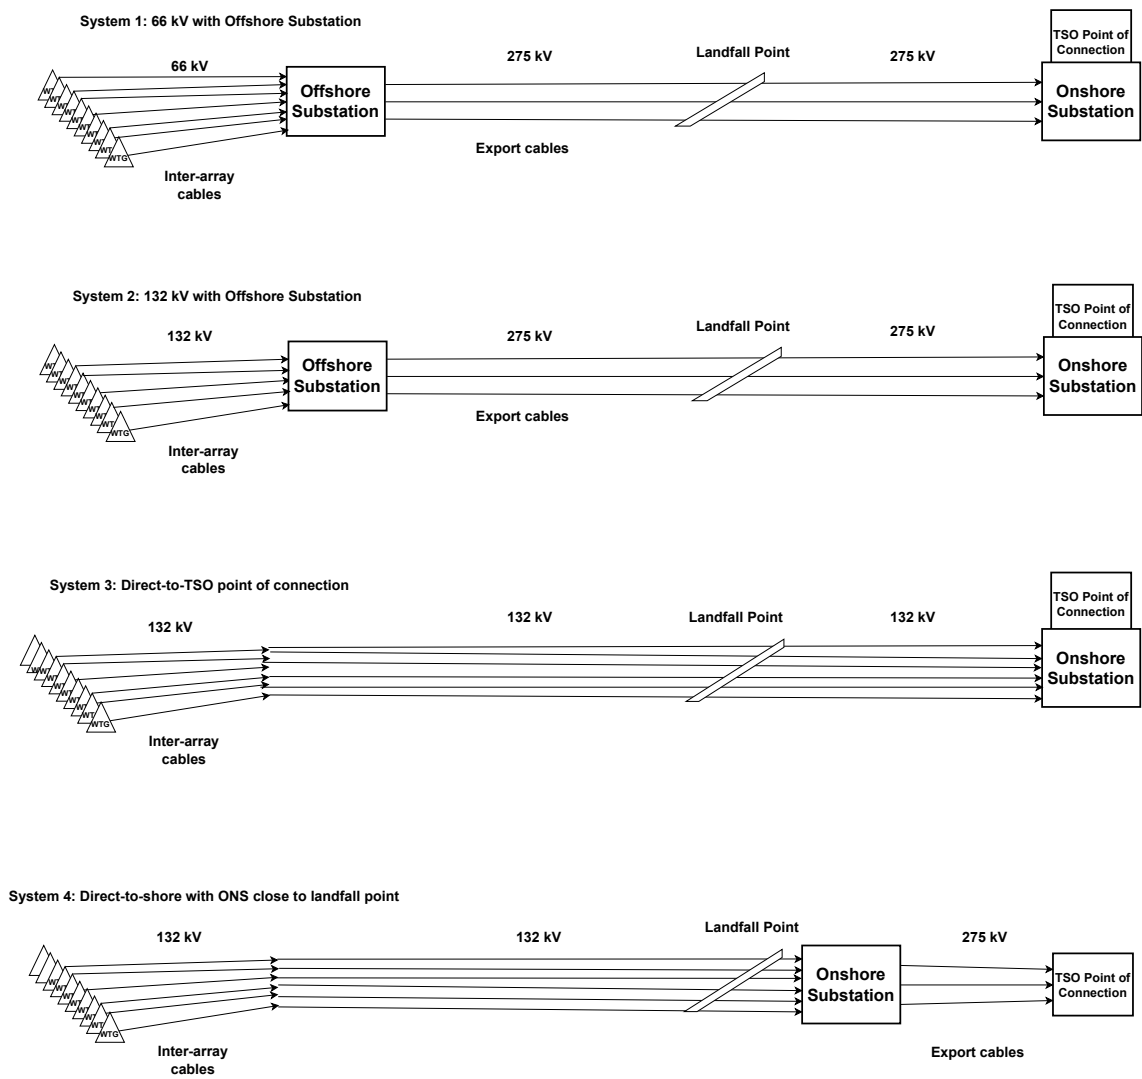 System 1: 66 kV with Offshore Substation
TSO Point of
Connection
66 kV
275 kV
Landfall Point
275 kV
Offshore
Substation
Onshore
Substation
WTG
Export cables
Inter-array
cables
System 2: 132 kV with Offshore Substation
TSO Point of
Connection
132 kV
275 kV
Landfall Point
275 kV
Offshore
Substation
Onshore
Substation
WTG
Export cables
Inter-array
cables
System 3: Direct-to-TSO point of connection
TSO Point of
Connection
132 kV
132 kV
Landfall Point
132 kV
Onshore
Substation
WTG
Inter-array
cables
System 4: Direct-to-shore with ONS close to landfall point
132 kV
132 kV
Landfall Point
275 kV
Onshore
Substation
TSO Point of
Connection
WTG
Inter-array
cables
Export cables